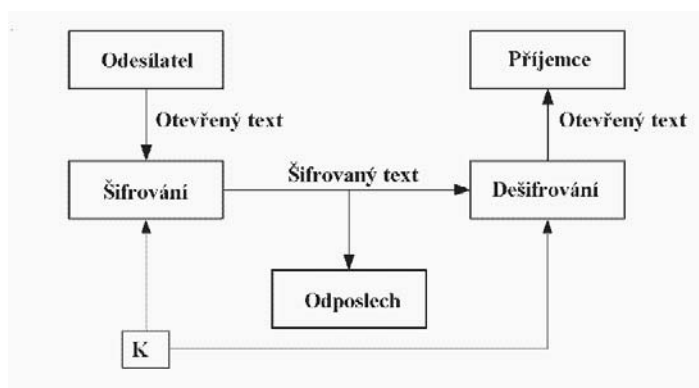 Odesílatel
Příjemce
Otevřený text
Otevřený text
Šifrování
Šifrovaný text
Dešifrování
Odposlech
K